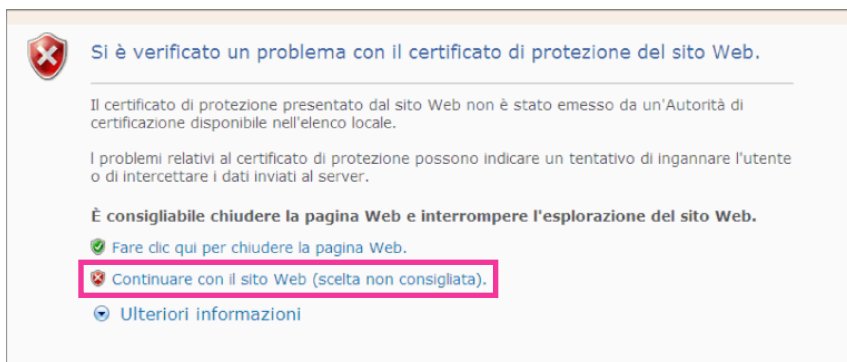 Si è verificato un problema con il certificato di protezione del sito Web.
Il certificato di protezione presentato dal sito Web non è stato emesso da un'Autorità di
certificazione disponibile nell'elenco locale.
I problemi relativi al certificato di protezione possono indicare un tentativo di ingannare l'utente
o di intercettare i dati inviati al server.
È consigliabile chiudere la pagina Web e interrompere l'esplorazione del sito Web.
Fare clic qui per chiudere la pagina Web.
Continuare con il sito Web (scelta non consigliata).
Ulteriori informazioni